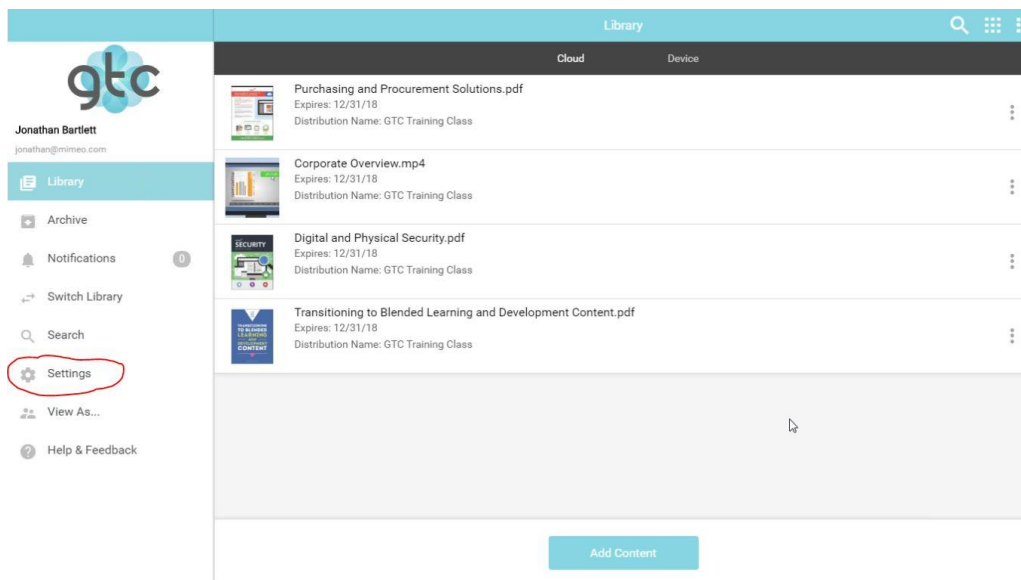 Library
gtc
Jonathan Bartlett
jonathan@mimeo.com
Library
Archive
Notifications 0
Switch Library
Search
Settings
View As...
Help & Feedback
Cloud Device
Purchasing and Procurement Solutions.pdf
Expires: 12/31/18
Distribution Name: GTC Training Class
Corporate Overview.mp4
Expires: 12/31/18
Distribution Name: GTC Training Class
SECURITY
Digital and Physical Security.pdf
Expires: 12/31/18
Distribution Name: GTC Training Class
TRANSITIONING
TO BLENDED
LEARNING
AND
DEVELOPMENT
CONTENT
Transitioning to Blended Learning and Development Content.pdf
Expires: 12/31/18
Distribution Name: GTC Training Class
Add Content